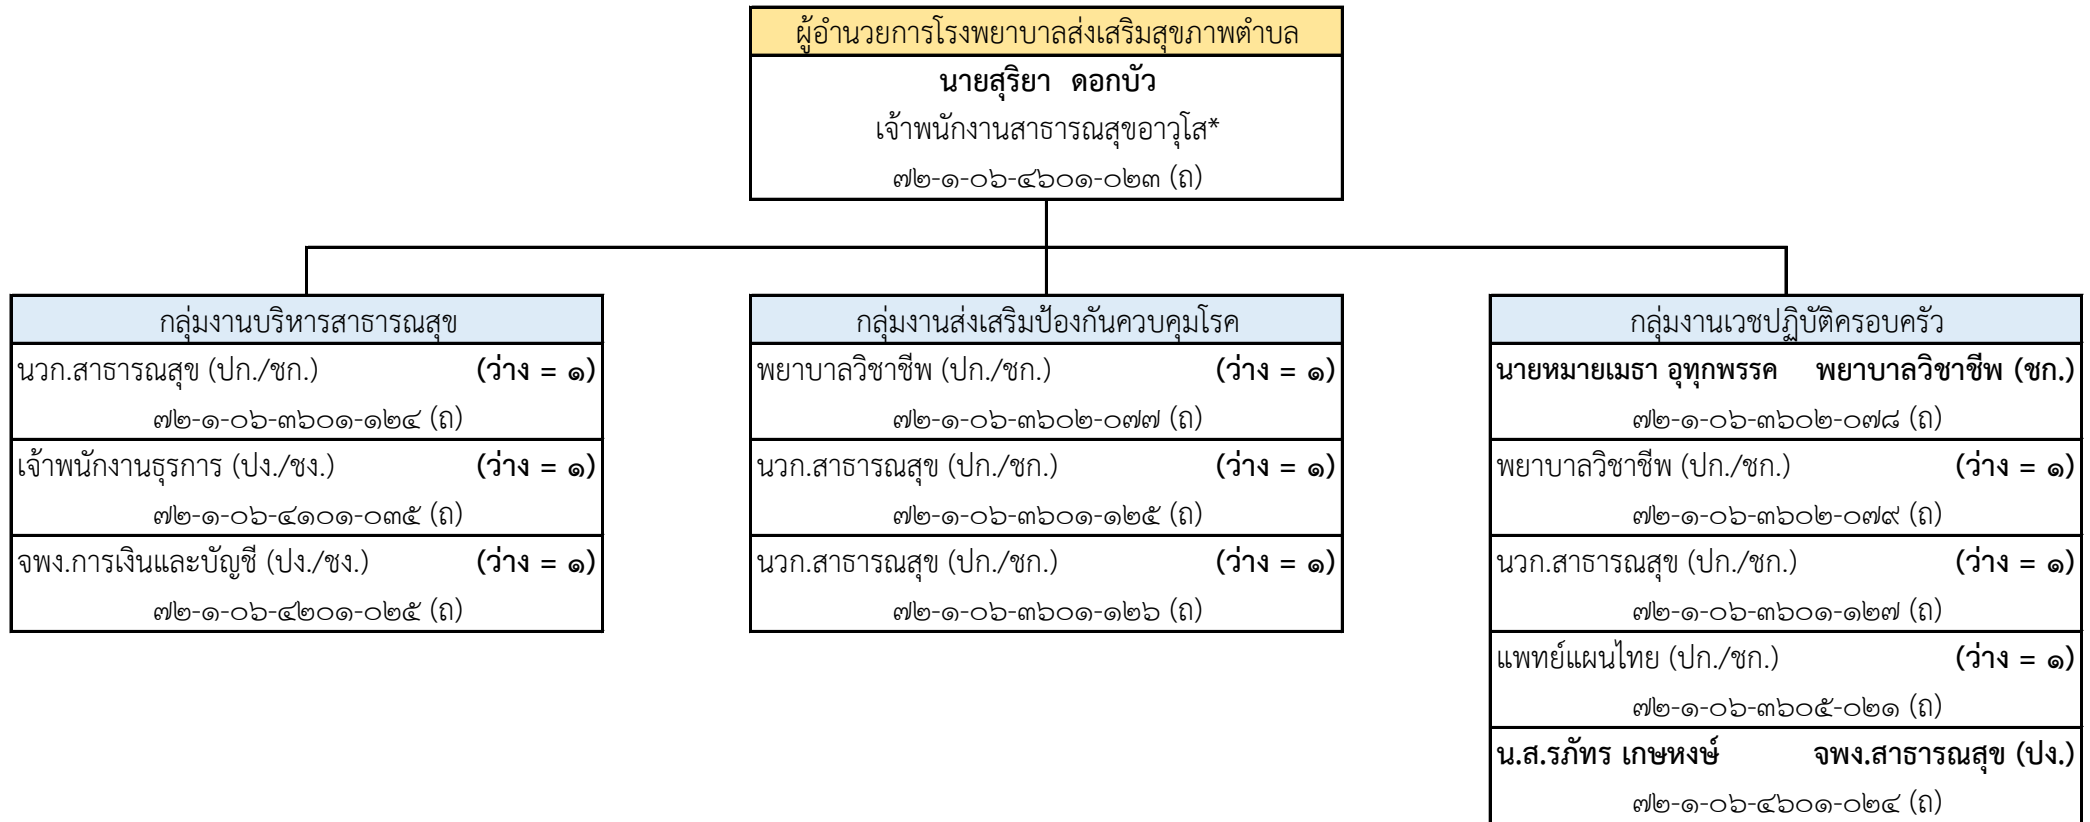 ผู้อำนวยการโรงพยาบาลส่งเสริมสุขภาพตำบล
นายสุริยา ดอกบัว
เจ้าพนักงานสาธารณสุขอาวุโส*
๗๒-๑-๐๖-๔๖๐๑-๐๒๓ (ถ)
กลุ่มงานบริหารสาธารณสุข
นวก.สาธารณสุข (ปก./ชก.) (ว่าง = ๑)
๗๒-๑-๐๖-๓๖๐๑-๑๒๔ (ถ)
เจ้าพนักงานธุรการ (ปง./ชง.) (ว่าง = ๑)
๗๒-๑-๐๖-๔๑๐๑-๐๓๕ (ถ)
จพง.การเงินและบัญชี (ปง./ชง.) (ว่าง = ๑)
๗๒-๑-๐๖-๔๒๐๑-๐๒๕ (ถ)
กลุ่มงานส่งเสริมป้องกันควบคุมโรค
พยาบาลวิชาชีพ (ปก./ชก.) (ว่าง = ๑)
๗๒-๑-๐๖-๓๖๐๒-๐๗๗ (ถ)
นวก.สาธารณสุข (ปก./ชก.) (ว่าง = ๑)
๗๒-๑-๐๖-๓๖๐๑-๑๒๕ (ถ)
นวก.สาธารณสุข (ปก./ชก.) (ว่าง = ๑)
๗๒-๑-๐๖-๓๖๐๑-๑๒๖ (ถ)
กลุ่มงานเวชปฏิบัติครอบครัว
นายหมายเมธา อุทุกพรรค พยาบาลวิชาชีพ (ชก.)
๗๒-๑-๐๖-๓๖๐๒-๐๗๘ (ถ)
พยาบาลวิชาชีพ (ปก./ชก.) (ว่าง = ๑)
๗๒-๑-๐๖-๓๖๐๒-๐๗๙ (ถ)
นวก.สาธารณสุข (ปก./ชก.) (ว่าง = ๑)
๗๒-๑-๐๖-๓๖๐๑-๑๒๗ (ถ)
แพทย์แผนไทย (ปก./ชก.) (ว่าง = ๑)
๗๒-๑-๐๖-๓๖๐๕-๐๒๑ (ถ)
น.ส.รภัทร เกษหงษ์ จพง.สาธารณสุข (ปง.)
๗๒-๑-๐๖-๔๖๐๑-๐๒๔ (ถ)